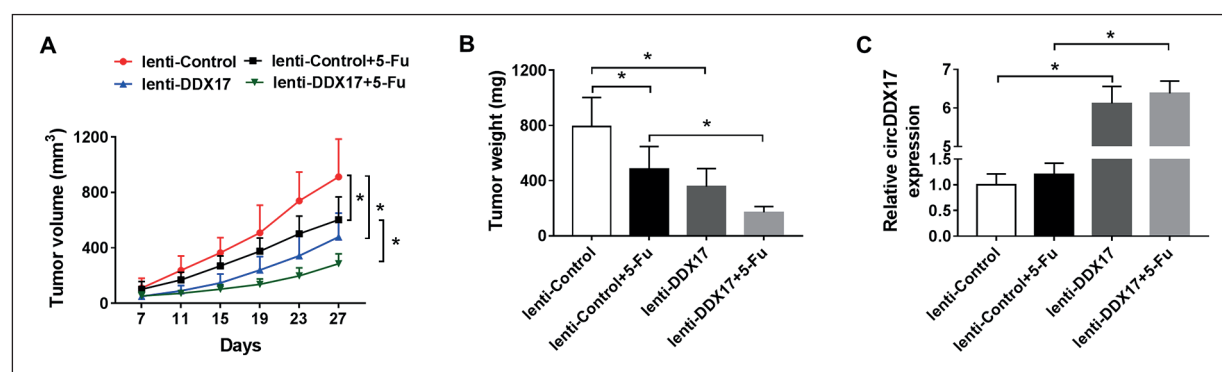 A
lenti-Control
lenti-Control+5-Fu
lenti-DDX17
lenti-DDX17+5-Fu
Tumor volume (mm3)
1200
800
400
0
7 11 15 19 23 27
Days
*
*
*
B
Tumor weight (mg)
1200
800
400
0
*
*
*
lenti-Control
lenti-Control+5-Fu
lenti-DDX17
lenti-DDX17+5-Fu
C
Relative circDDX17
expression
7
6
5
1.5
1.0
0.5
0.0
*
*
lenti-Control
lenti-Control+5-Fu
lenti-DDX17
lenti-DDX17+5-Fu